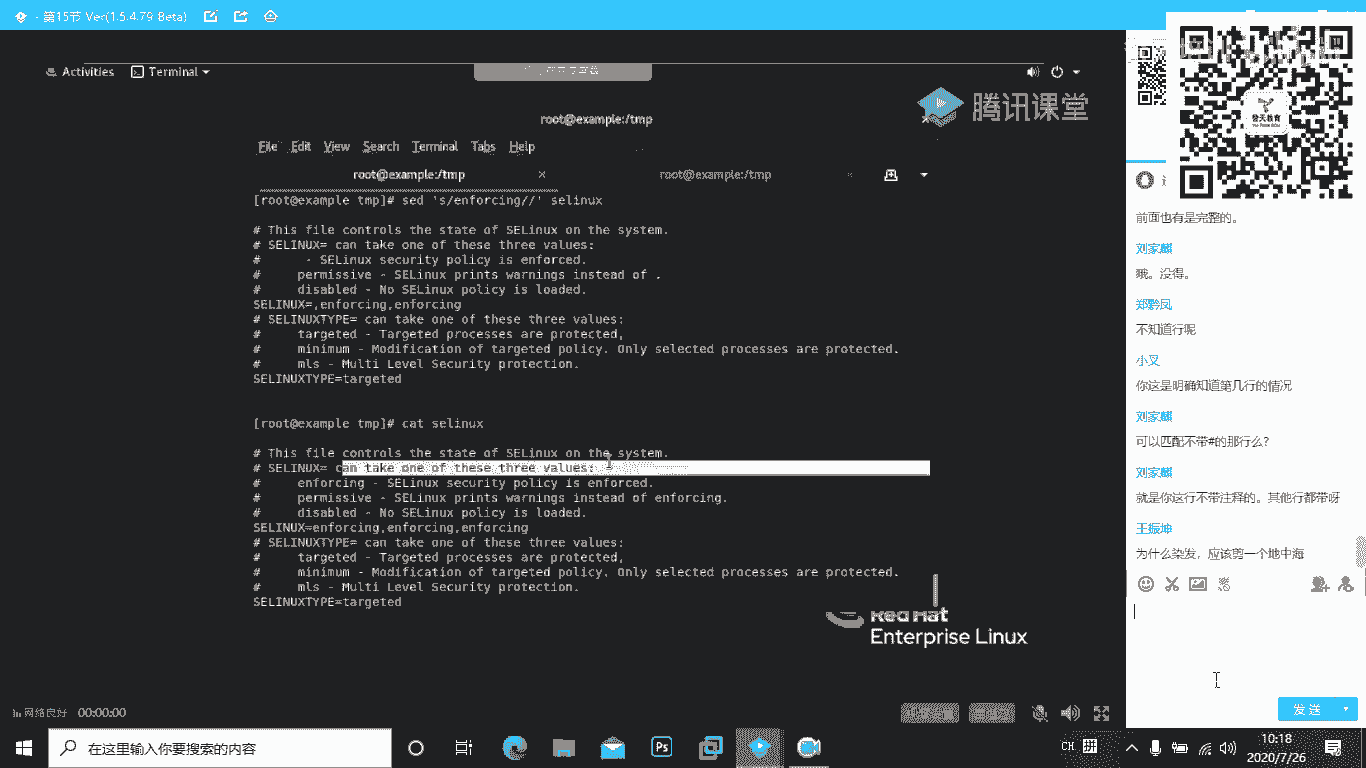 - 第15节 Ver(1.5.4.79 Beta)
Activities
Terminal
腾讯课堂
root@example:/tmp
File Edit View Search Terminal Tabs Help
root@example:/tmp
root@example:/tmp
[root@example tmp]# sed 's/enforcing//' selinux
# This file controls the state of SELinux on the system.
# SELINUX= can take one of these three values:
#      - SELinux security policy is enforced.
#     permissive - SELinux prints warnings instead of .
#     disabled - No SELinux policy is loaded.
SELINUX=,enforcing,enforcing
# SELINUXTYPE= can take one of these three values:
#     targeted - Targeted processes are protected,
#     minimum - Modification of targeted policy. Only selected processes are protected.
#     mls - Multi Level Security protection.
SELINUXTYPE=targeted
[root@example tmp]# cat selinux
# This file controls the state of SELinux on the system.
# SELINUX= can take one of these three values:
#     enforcing - SELinux security policy is enforced.
#     permissive - SELinux prints warnings instead of enforcing.
#     disabled - No SELinux policy is loaded.
SELINUX=enforcing,enforcing,enforcing
# SELINUXTYPE= can take one of these three values:
#     targeted - Targeted processes are protected,
#     minimum - Modification of targeted policy. Only selected processes are protected.
#     mls - Multi Level Security protection.
SELINUXTYPE=targeted
Red Hat
Enterprise Linux
誉天教育
前面也有是完整的。
刘家麟
哦。没得。
郑黔凤
不知道行呢
小叉
你这是明确知道第几行的情况
刘家麟
可以匹配不带#的那行么?
刘家麟
就是你这行不带注释的。其他行都带呀
王振坤
为什么染发，应该剪一个地中海
发送
网络良好 00:00:00
在这里输入你要搜索的内容
Ps
CH 拼
10:18
2020/7/26